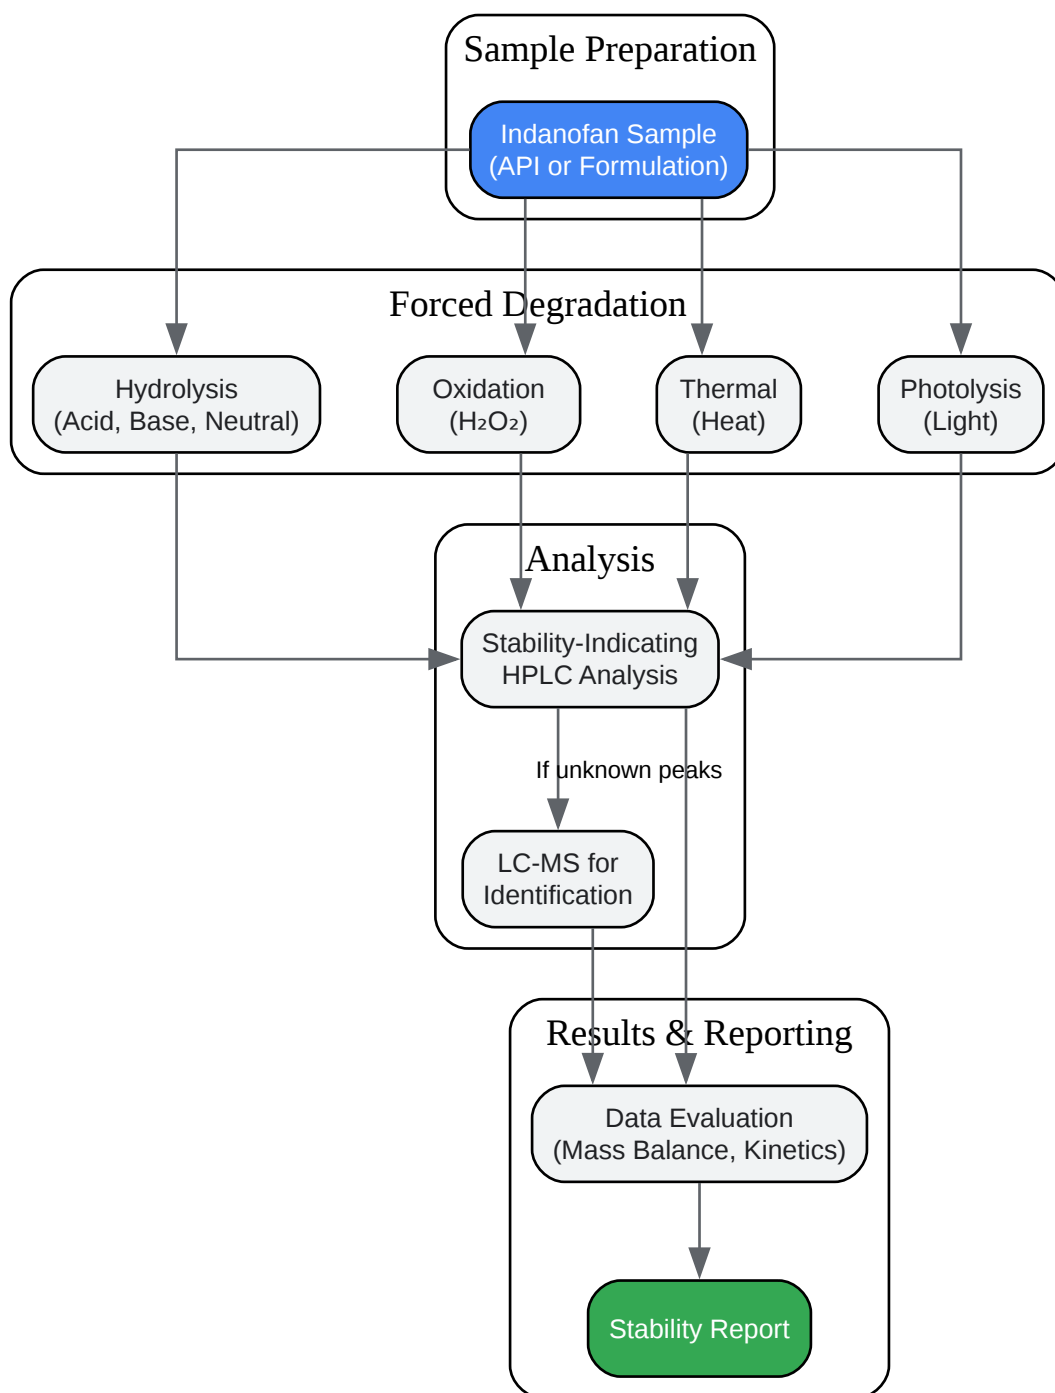 Sample Preparation
Indanofan Sample
(API or Formulation)
Forced Degradation
Hydrolysis
(Acid, Base, Neutral)
Oxidation
(H₂O₂)
Thermal
(Heat)
Photolysis
(Light)
Analysis
Stability-Indicating
HPLC Analysis
If unknown peaks
LC-MS for
Identification
Results & Reporting
Data Evaluation
(Mass Balance, Kinetics)
Stability Report